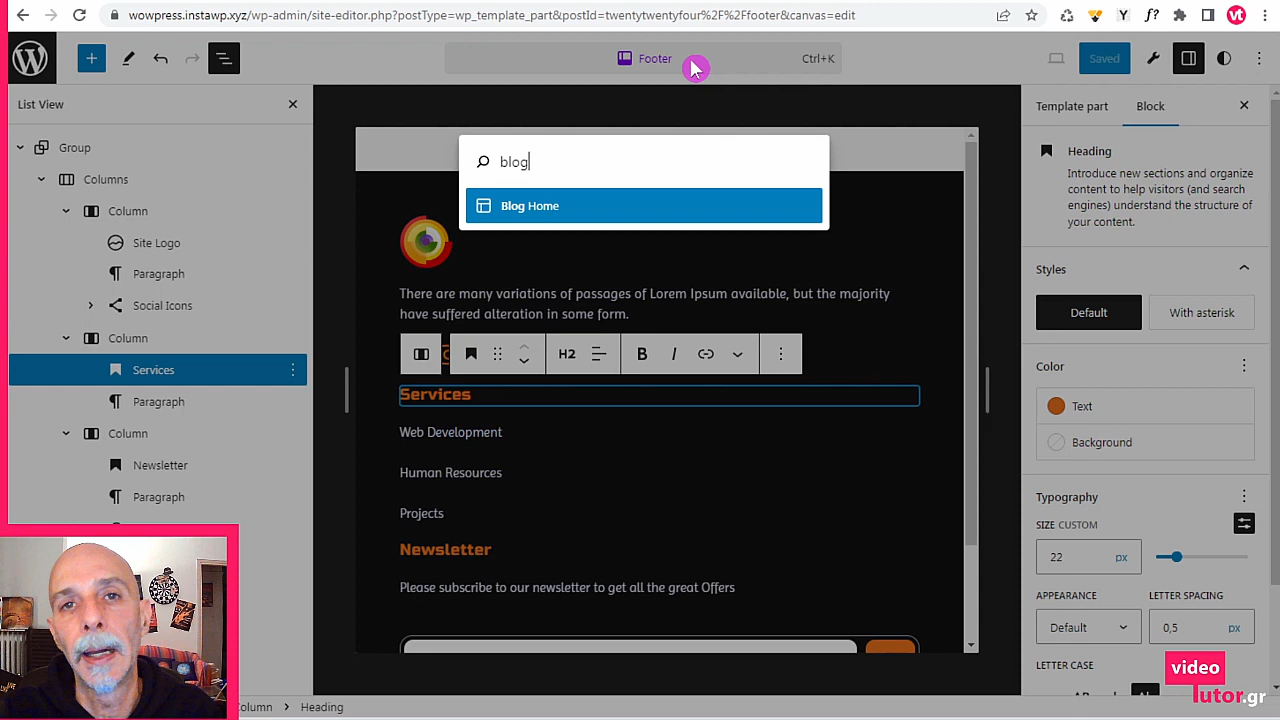 wowpress.instawp.xyz/wp-admin/site-editor.php?postType=wp_template_part&postId=twentytwentyfour%2F%2Ffooter&canvas=edit
Footer
Ctrl+K
Saved
List View
Group
Columns
Column
Site Logo
Paragraph
Social Icons
Column
Services
Paragraph
Column
Newsletter
Paragraph
blog
Blog Home
There are many variations of passages of Lorem Ipsum available, but the majority
have suffered alteration in some form.
H2
B
I
Services
Web Development
Human Resources
Projects
Newsletter
Please subscribe to our newsletter to get all the great Offers
Template part
Block
Heading
Introduce new sections and organize
content to help visitors (and search
engines) understand the structure of
your content.
Styles
Default
With asterisk
Color
Text
Background
Typography
SIZE CUSTOM
22
px
APPEARANCE
LETTER SPACING
Default
0,5
px
LETTER CASE
Heading
video
tutor.gr